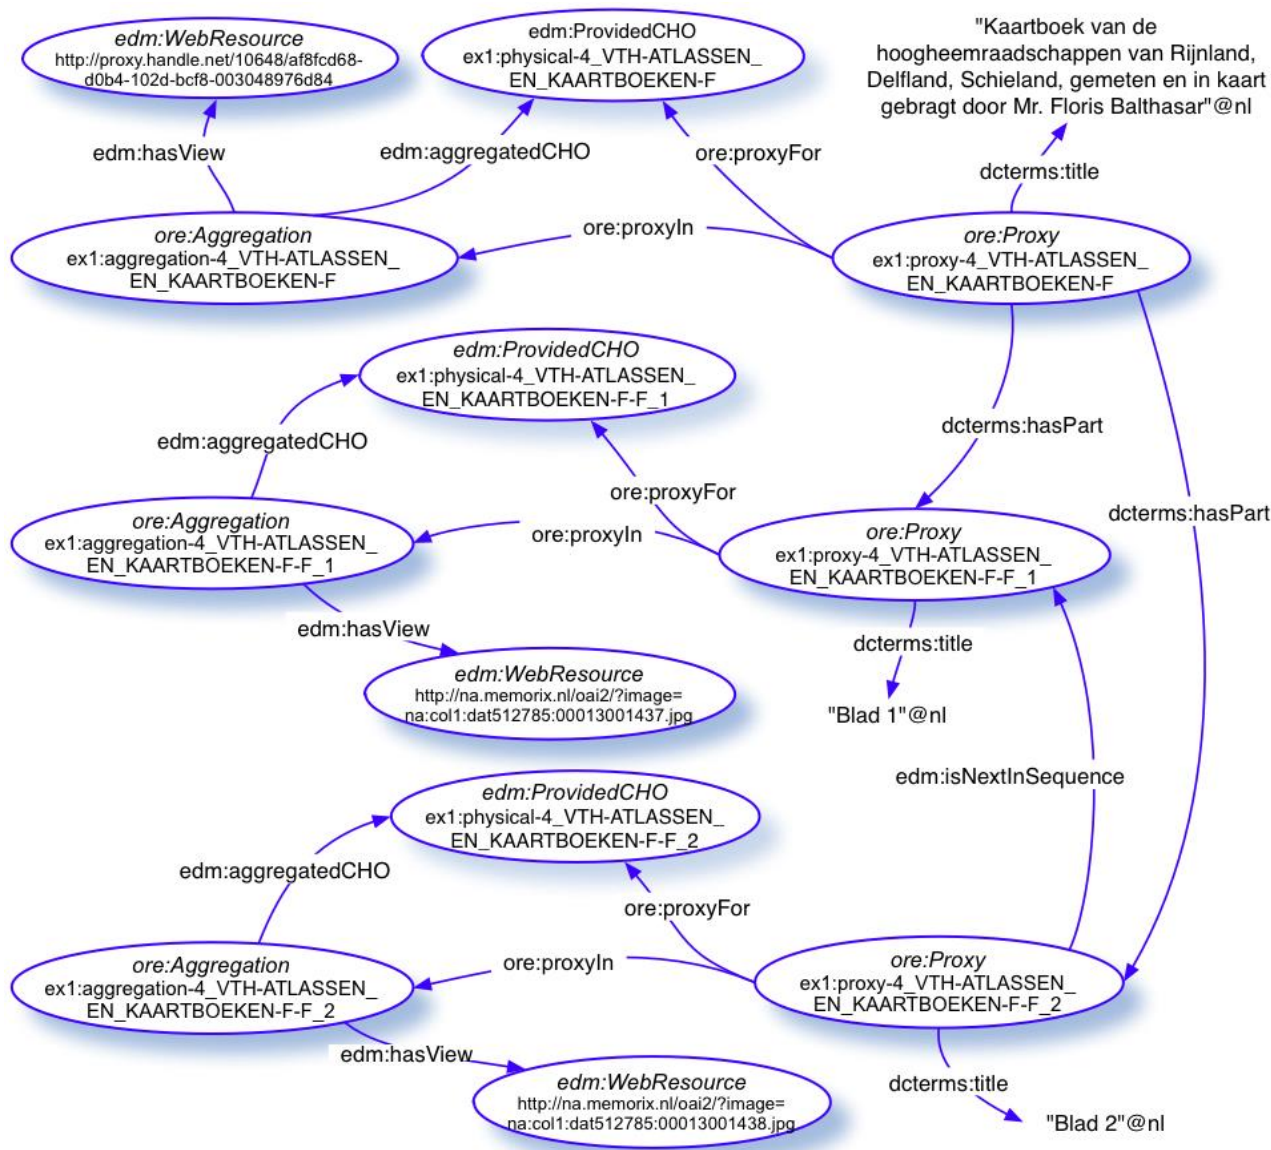 edm:WebResource
http://proxy.handle.net/10648/af8fcd68-
d0b4-102d-bcf8-003048976d84
edm:ProvidedCHO
ex1:physical-4_VTH-ATLASSEN_
EN_KAARTBOEKEN-F
"Kaartboek van de
hoogheemraadschappen van Rijnland,
Delfland, Schieland, gemeten en in kaart
gebragt door Mr. Floris Balthasar"@nl
edm:hasView
edm:aggregatedCHO
ore:proxyFor
dcterms:title
ore:Aggregation
ex1:aggregation-4_VTH-ATLASSEN_
EN_KAARTBOEKEN-F
ore:proxyIn
ore:Proxy
ex1:proxy-4_VTH-ATLASSEN_
EN_KAARTBOEKEN-F
edm:ProvidedCHO
ex1:physical-4_VTH-ATLASSEN_
EN_KAARTBOEKEN-F-F_1
edm:aggregatedCHO
dcterms:hasPart
ore:proxyFor
dcterms:hasPart
ore:Aggregation
ex1:aggregation-4_VTH-ATLASSEN_
EN_KAARTBOEKEN-F-F_1
ore:proxyIn
ore:Proxy
ex1:proxy-4_VTH-ATLASSEN_
EN_KAARTBOEKEN-F-F_1
edm:hasView
dcterms:title
edm:WebResource
http://na.memorix.nl/oai2/?image=
na:col1:dat512785:00013001437.jpg
"Blad 1"@nl
edm:isNextInSequence
edm:ProvidedCHO
ex1:physical-4_VTH-ATLASSEN_
EN_KAARTBOEKEN-F-F_2
edm:aggregatedCHO
ore:proxyFor
ore:Aggregation
ex1:aggregation-4_VTH-ATLASSEN_
EN_KAARTBOEKEN-F-F_2
ore:proxyIn
ore:Proxy
ex1:proxy-4_VTH-ATLASSEN_
EN_KAARTBOEKEN-F-F_2
edm:hasView
dcterms:title
edm:WebResource
http://na.memorix.nl/oai2/?image=
na:col1:dat512785:00013001438.jpg
"Blad 2"@nl